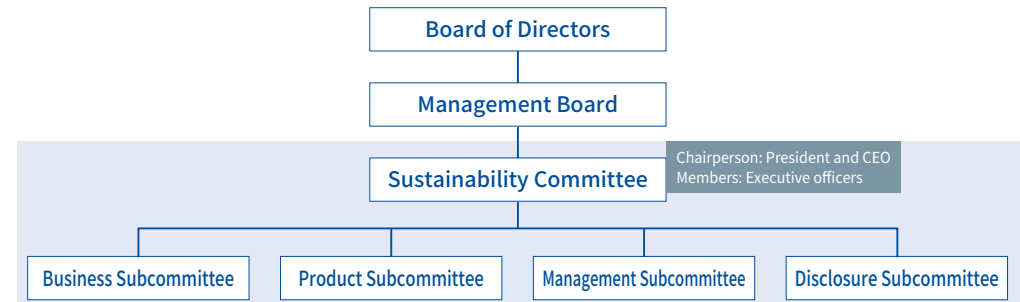 Board of Directors
Management Board
Chairperson: President and CEO
Members: Executive officers
Sustainability Committee
Business Subcommittee
Product Subcommittee
Management Subcommittee
Disclosure Subcommittee